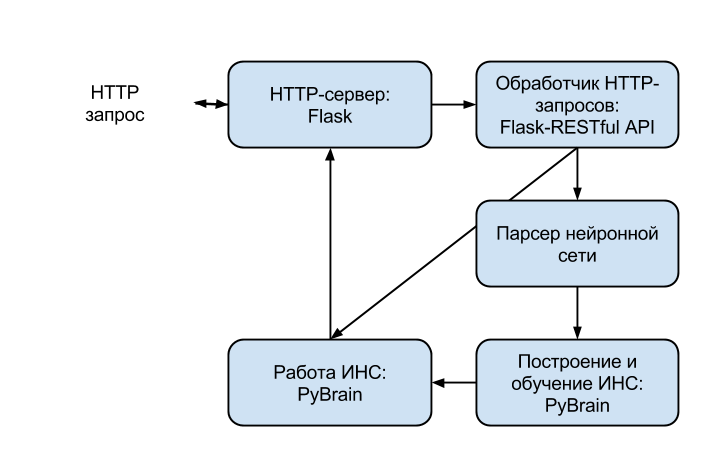 HTTP
запрос
HTTP-сервер:
Flask
Обработчик HTTP-
запросов:
Flask-RESTful API
Парсер нейронной
сети
Работа ИНС:
PyBrain
Построение и
обучение ИНС:
PyBrain